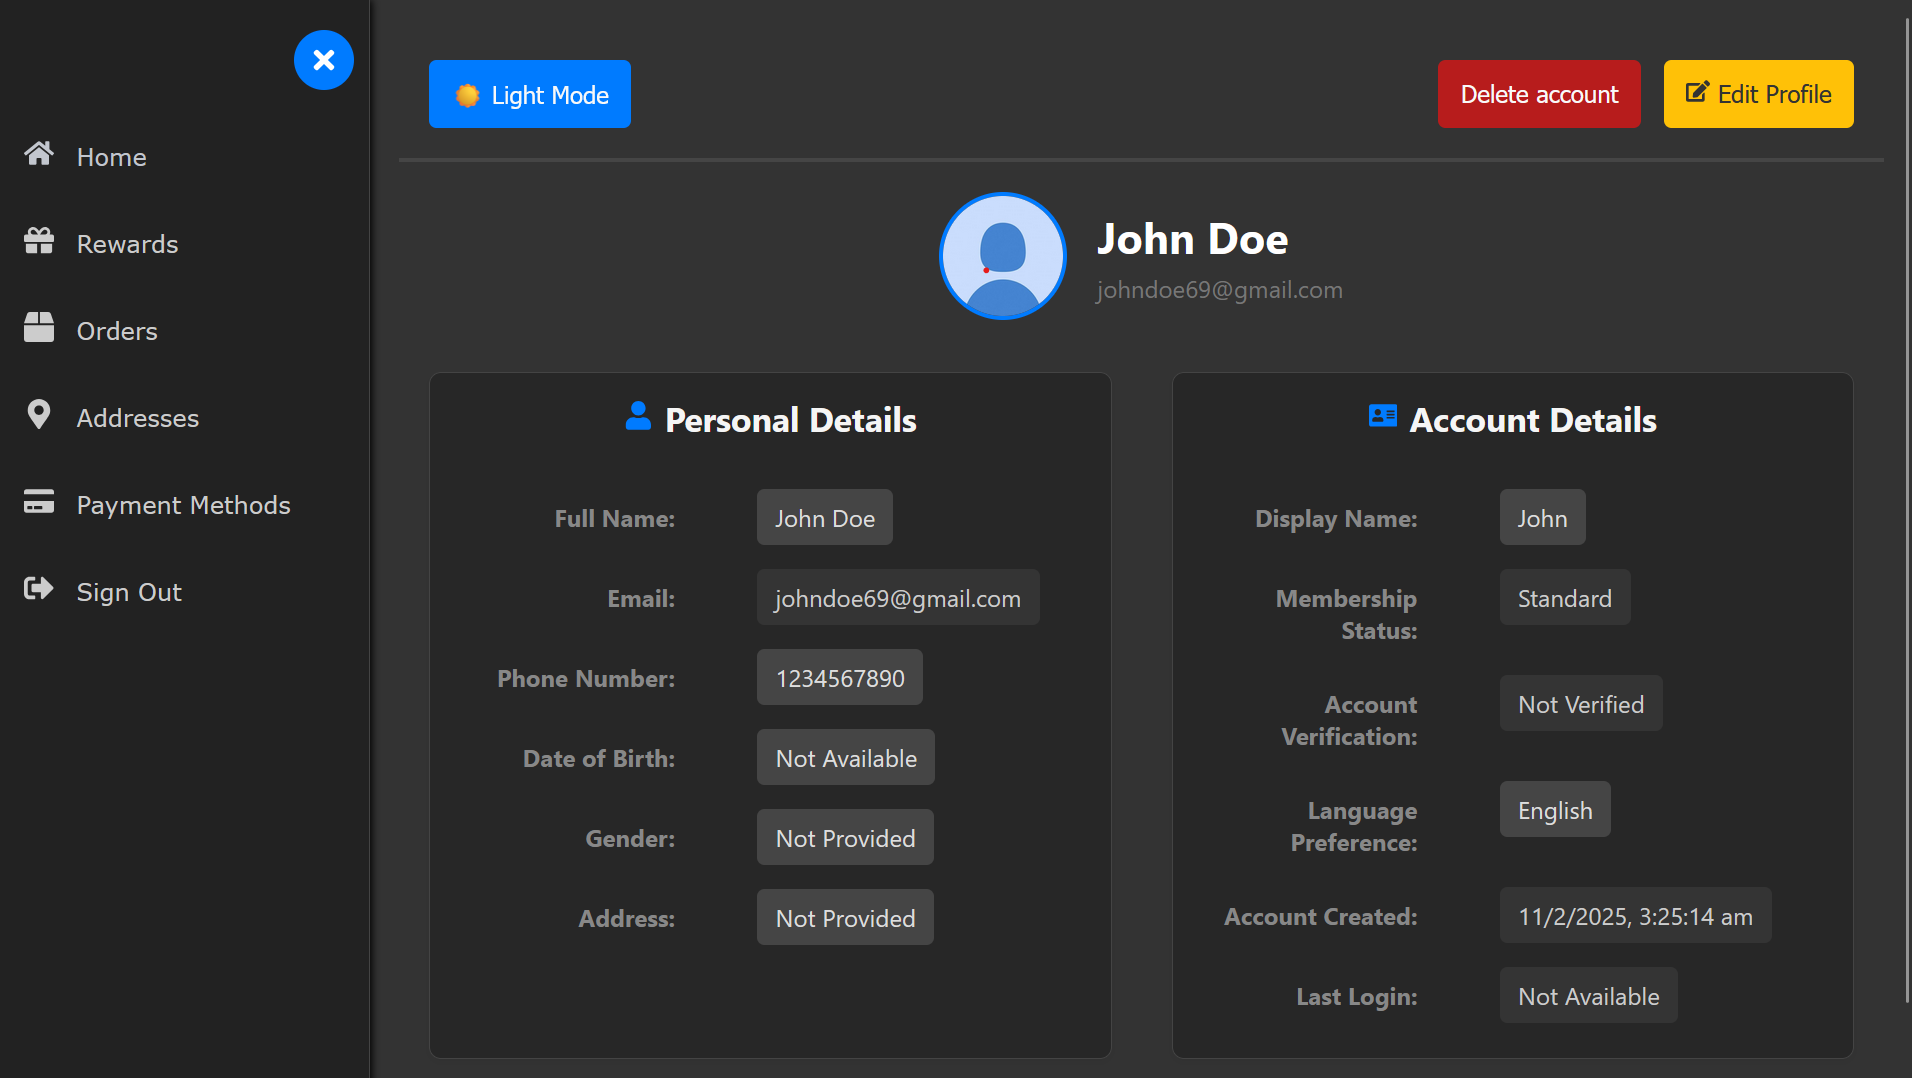 Home
Rewards
Orders
Addresses
Payment Methods
Sign Out
Light Mode
Delete account
Edit Profile
John Doe
johndoe69@gmail.com
Personal Details
Full Name: John Doe
Email: johndoe69@gmail.com
Phone Number: 1234567890
Date of Birth: Not Available
Gender: Not Provided
Address: Not Provided
Account Details
Display Name: John
Membership Status: Standard
Account Verification: Not Verified
Language Preference: English
Account Created: 11/2/2025, 3:25:14 am
Last Login: Not Available